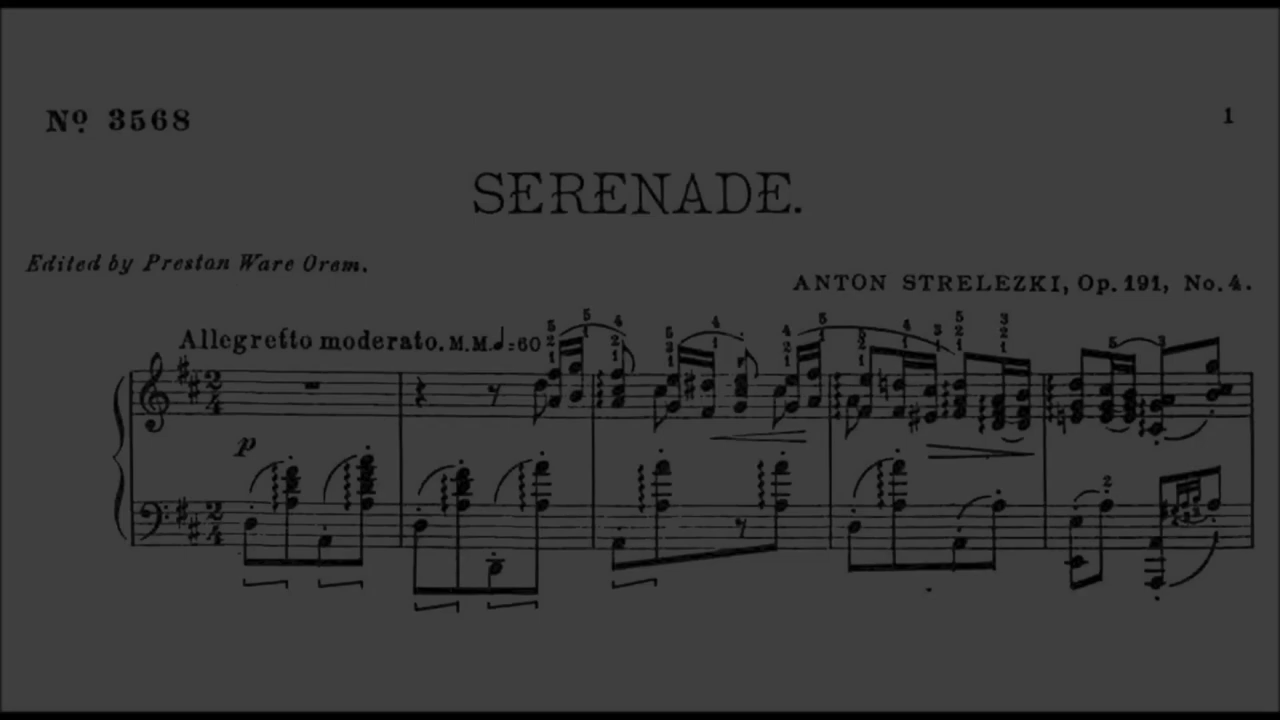 Nº 3568
1
SERENADE.
Edited by Preston Ware Orem.
ANTON STRELEZKI, Op. 191, No. 4.
Allegretto moderato. M.M. ♩=60
p